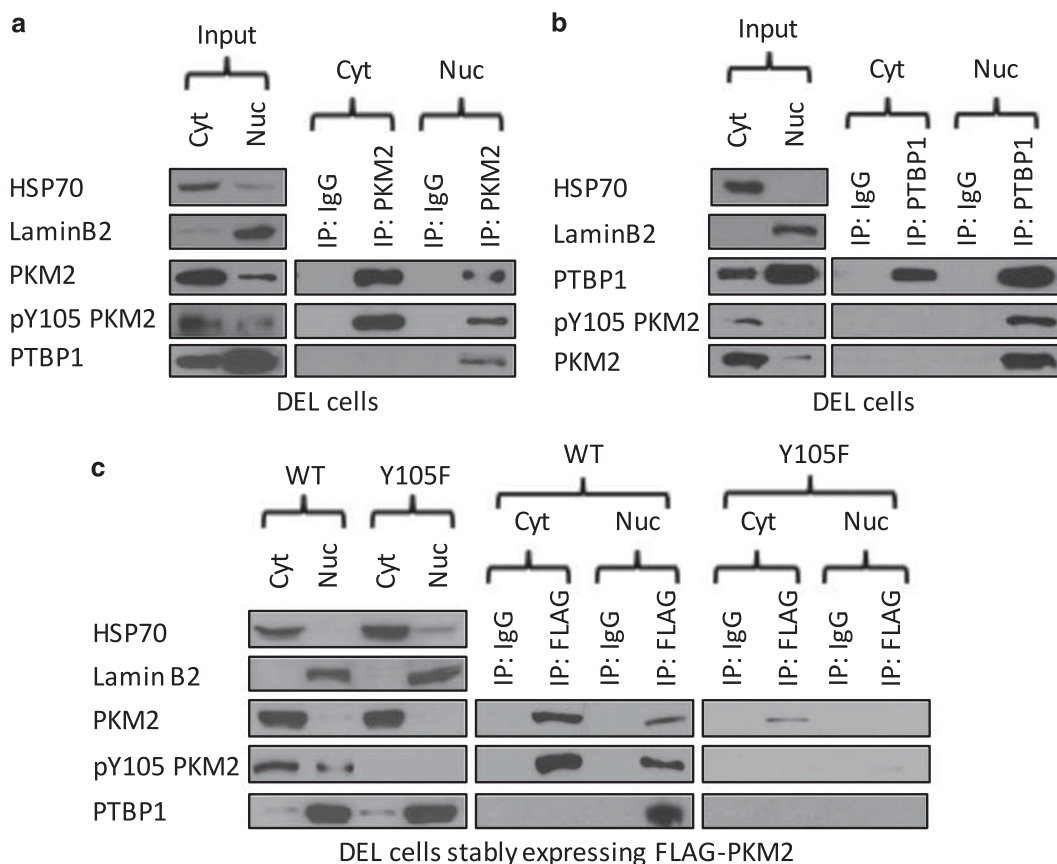 a
Input
Cyt
Nuc
Cyt
Nuc
IP: IgG
IP: PKM2
IP: IgG
IP: PKM2
HSP70
LaminB2
PKM2
pY105 PKM2
PTBP1
DEL cells
b
Input
Cyt
Nuc
Cyt
Nuc
IP: IgG
IP: PTBP1
IP: IgG
IP: PTBP1
HSP70
LaminB2
PTBP1
pY105 PKM2
PKM2
DEL cells
c
WT
Y105F
Cyt
Nuc
Cyt
Nuc
WT
Y105F
Cyt
Nuc
Cyt
Nuc
IP: IgG
IP: FLAG
IP: IgG
IP: FLAG
IP: IgG
IP: FLAG
IP: IgG
IP: FLAG
HSP70
Lamin B2
PKM2
pY105 PKM2
PTBP1
DEL cells stably expressing FLAG-PKM2